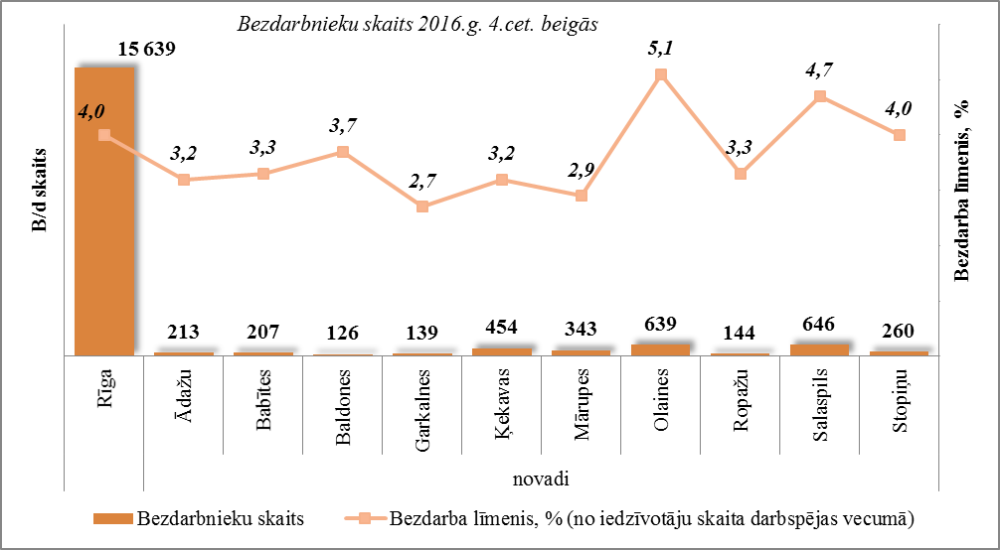 Bezdarbnieku skaits 2016.g. 4.cet. beigās
15 639
4,0 3,2 3,3 3,7 2,7 3,2 2,9 5,1 3,3 4,7 4,0
B/d skaits
Bezdarba līmenis, %
213 207 126 139 454 343 639 144 646 260
Rīga Ādažu Babītes Baldones Garkalnes Ķekavas Mārupes Olaines Ropažu Salaspils Stopiņu
novadi
Bezdarbnieku skaits Bezdarba līmenis, % (no iedzīvotāju skaita darbspējas vecumā)